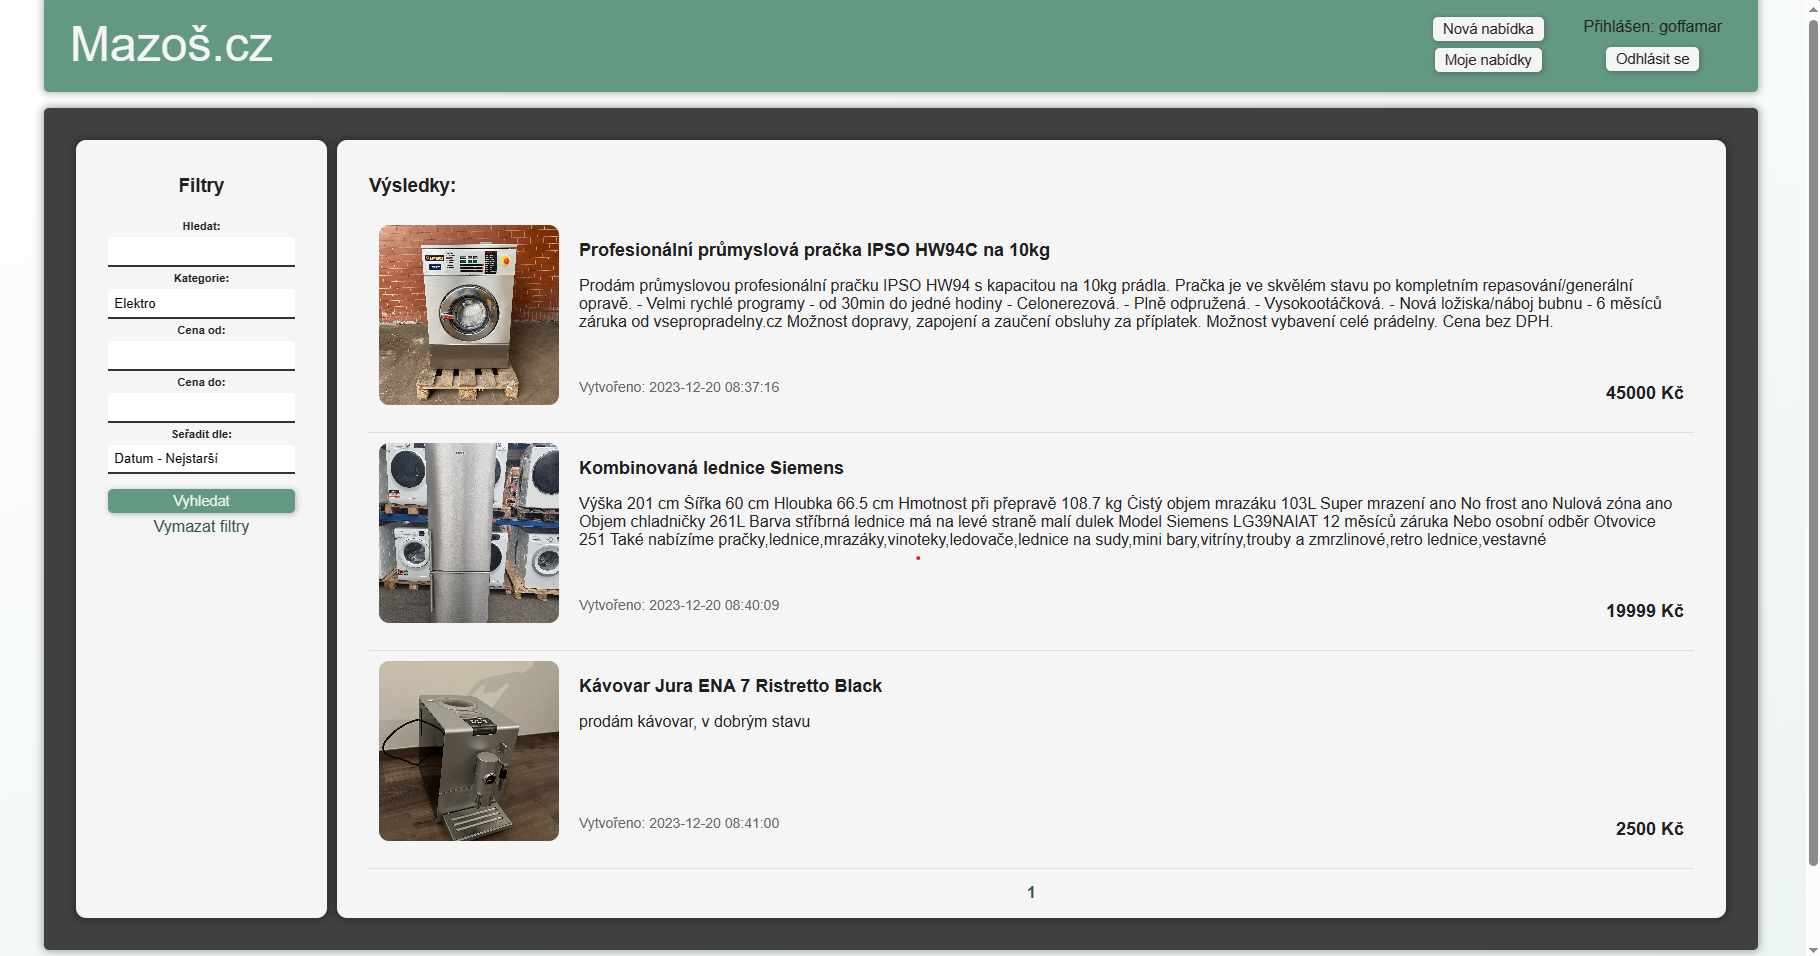 Mazoš.cz
Nová nabídka
Moje nabídky
Přihlášen: goffamar
Odhlásit se
Filtry
Hledat:
Kategorie:
Elektro
Cena od:
Cena do:
Seřadit dle:
Datum - Nejstarší
Vyhledat
Vymazat filtry
Výsledky:
Profesionální průmyslová pračka IPSO HW94C na 10kg
Prodám průmyslovou profesionální pračku IPSO HW94 s kapacitou na 10kg prádla. Pračka je ve skvělém stavu po kompletním repasování/generální
opravě. - Velmi rychlé programy - od 30min do jedné hodiny - Celonerezová. - Plně odpružená. - Vysokootáčková. - Nová ložiska/náboj bubnu - 6 měsíců
záruka od vsepropradelny.cz Možnost dopravy, zapojení a zaučení obsluhy za příplatek. Možnost vybavení celé prádelny. Cena bez DPH.
Vytvořeno: 2023-12-20 08:37:16
45000 Kč
Kombinovaná lednice Siemens
Výška 201 cm Šířka 60 cm Hloubka 66.5 cm Hmotnost při přepravě 108.7 kg Čistý objem mrazáku 103L Super mrazení ano No frost ano Nulová zóna ano
Objem chladničky 261L Barva stříbrná lednice má na levé straně malí dulek Model Siemens LG39NAIAT 12 měsíců záruka Nebo osobní odběr Otvovice
251 Také nabízíme pračky,lednice,mrazáky,vinoteky,ledovače,lednice na sudy,mini bary,vitríny,trouby a zmrzlinové,retro lednice,vestavné
Vytvořeno: 2023-12-20 08:40:09
19999 Kč
Kávovar Jura ENA 7 Ristretto Black
prodám kávovar, v dobrým stavu
Vytvořeno: 2023-12-20 08:41:00
2500 Kč
1